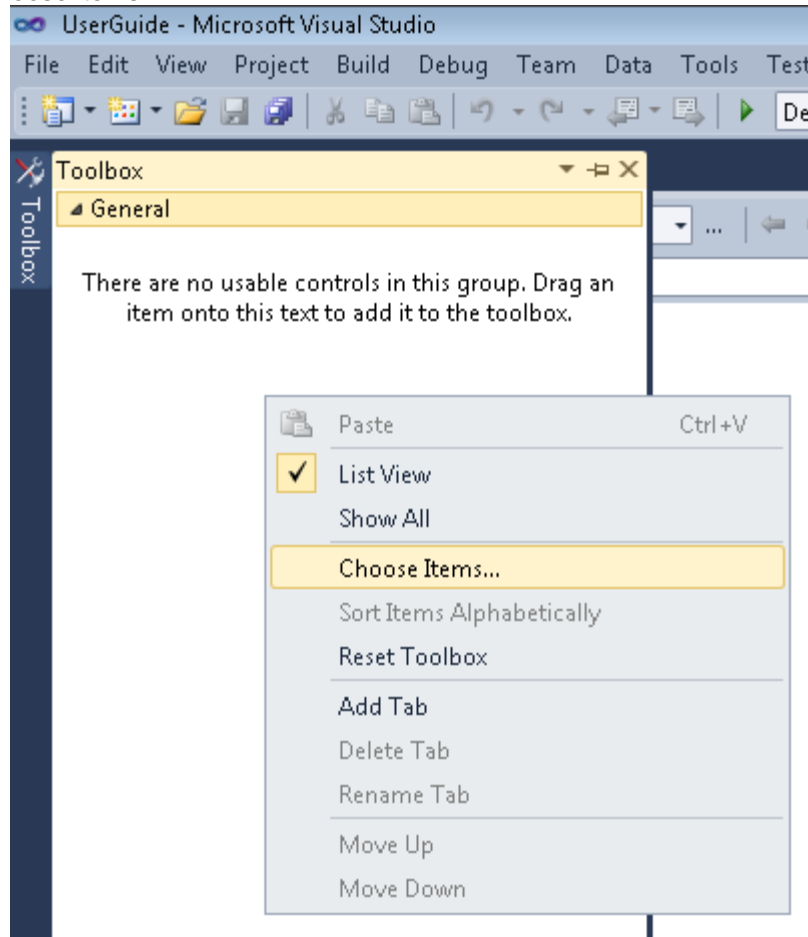 UserGuide - Microsoft Visual Studio
File Edit View Project Build Debug Team Data Tools Test
De
Toolbox
General
...
Toolbox
There are no usable controls in this group. Drag an
item onto this text to add it to the toolbox.
Paste Ctrl+V
List View
Show All
Choose Items...
Sort Items Alphabetically
Reset Toolbox
Add Tab
Delete Tab
Rename Tab
Move Up
Move Down